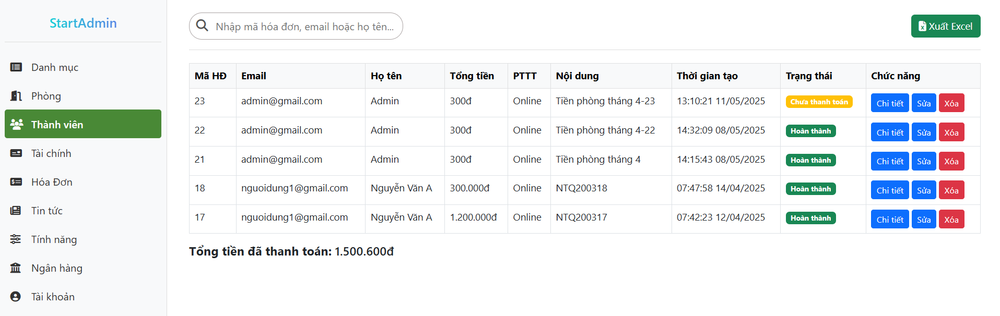 StartAdmin
Danh mục
Phòng
Thành viên
Tài chính
Hóa Đơn
Tin tức
Tính năng
Ngân hàng
Tài khoản
Nhập mã hóa đơn, email hoặc họ tên...
Xuất Excel
Mã HĐ Email Họ tên Tổng tiền PTTT Nội dung Thời gian tạo Trạng thái Chức năng
23 admin@gmail.com Admin 300đ Online Tiền phòng tháng 4-23 13:10:21 11/05/2025 Chưa thanh toán Chi tiết Sửa Xóa
22 admin@gmail.com Admin 300đ Online Tiền phòng tháng 4-22 14:32:09 08/05/2025 Hoàn thành Chi tiết Sửa Xóa
21 admin@gmail.com Admin 300đ Online Tiền phòng tháng 4 14:15:43 08/05/2025 Hoàn thành Chi tiết Sửa Xóa
18 nguoidung1@gmail.com Nguyễn Văn A 300.000đ Online NTQ200318 07:47:58 14/04/2025 Hoàn thành Chi tiết Sửa Xóa
17 nguoidung1@gmail.com Nguyễn Văn A 1.200.000đ Online NTQ200317 07:42:23 12/04/2025 Hoàn thành Chi tiết Sửa Xóa
Tổng tiền đã thanh toán: 1.500.600đ